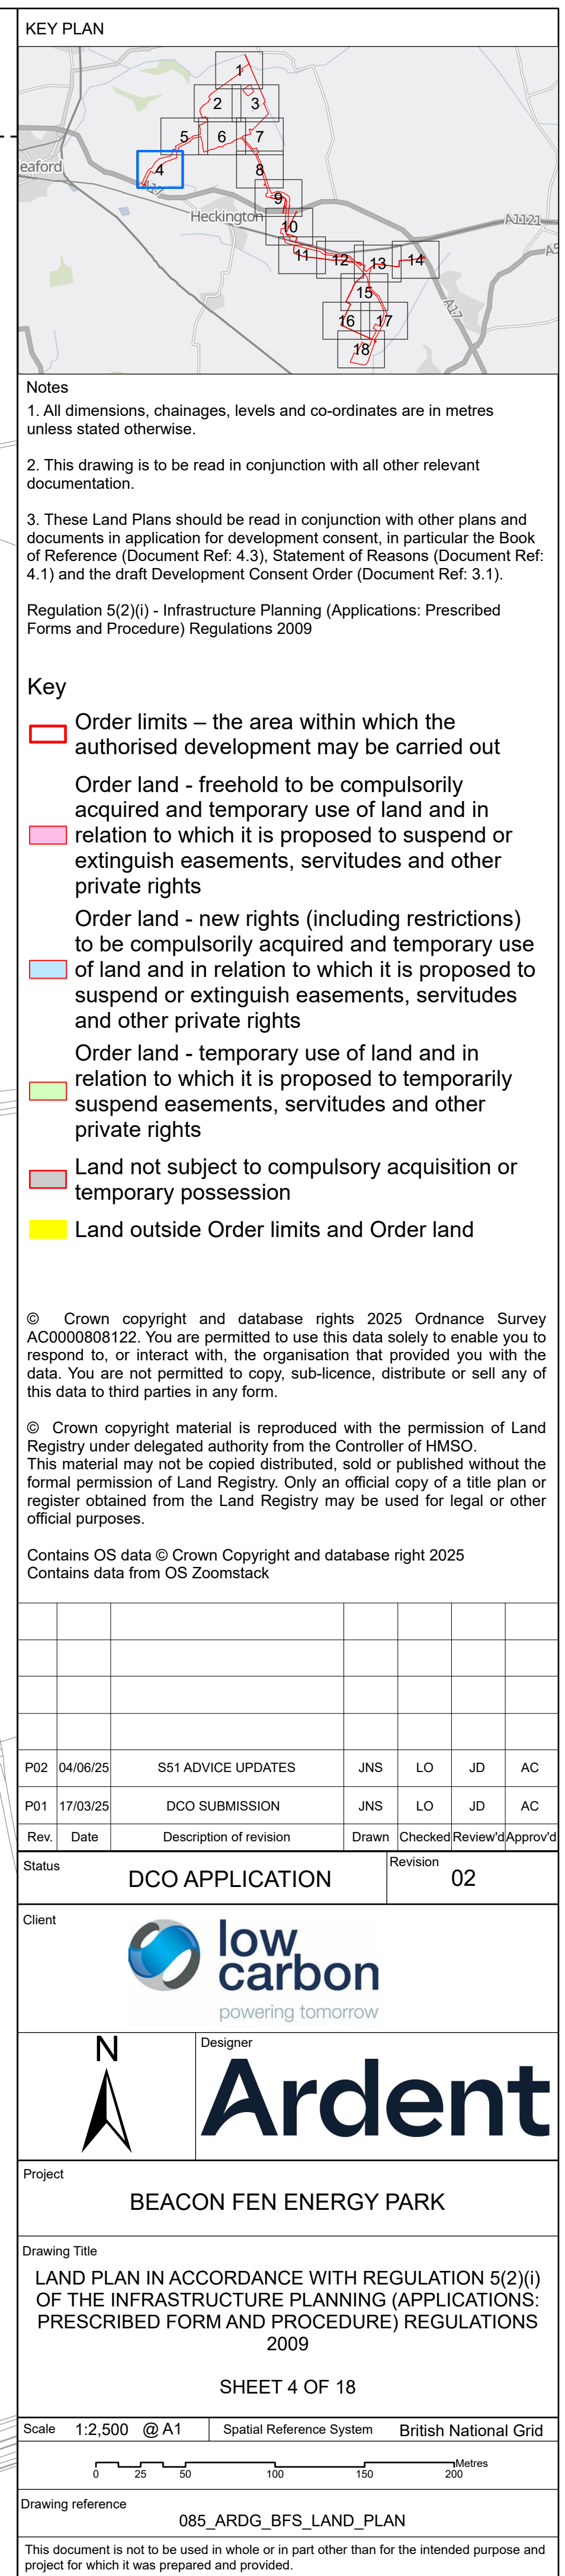 KEY PLAN
1
2
3
5
6
7
4
8
eaford
A17
9
Heckington
A1121
10
11
12
13
14
A5
15
A17
16
17
18
Notes
1. All dimensions, chainages, levels and co-ordinates are in metres
unless stated otherwise.
2. This drawing is to be read in conjunction with all other relevant
documentation.
3. These Land Plans should be read in conjunction with other plans and
documents in application for development consent, in particular the Book
of Reference (Document Ref: 4.3), Statement of Reasons (Document Ref:
4.1) and the draft Development Consent Order (Document Ref: 3.1).
Regulation 5(2)(i) - Infrastructure Planning (Applications: Prescribed
Forms and Procedure) Regulations 2009
Key
Order limits – the area within which the
authorised development may be carried out
Order land - freehold to be compulsorily
acquired and temporary use of land and in
relation to which it is proposed to suspend or
extinguish easements, servitudes and other
private rights
Order land - new rights (including restrictions)
to be compulsorily acquired and temporary use
of land and in relation to which it is proposed to
suspend or extinguish easements, servitudes
and other private rights
Order land - temporary use of land and in
relation to which it is proposed to temporarily
suspend easements, servitudes and other
private rights
Land not subject to compulsory acquisition or
temporary possession
Land outside Order limits and Order land
© Crown copyright and database rights 2025 Ordnance Survey
AC0000808122. You are permitted to use this data solely to enable you to
respond to, or interact with, the organisation that provided you with the
data. You are not permitted to copy, sub-licence, distribute or sell any of
this data to third parties in any form.
© Crown copyright material is reproduced with the permission of Land
Registry under delegated authority from the Controller of HMSO.
This material may not be copied distributed, sold or published without the
formal permission of Land Registry. Only an official copy of a title plan or
register obtained from the Land Registry may be used for legal or other
official purposes.
Contains OS data © Crown Copyright and database right 2025
Contains data from OS Zoomstack
P02 04/06/25 S51 ADVICE UPDATES JNS LO JD AC
P01 17/03/25 DCO SUBMISSION JNS LO JD AC
Rev. Date Description of revision Drawn Checked Review'd Approv'd
Status
DCO APPLICATION
Revision
02
Client
low
carbon
powering tomorrow
N
Designer
Ardent
Project
BEACON FEN ENERGY PARK
Drawing Title
LAND PLAN IN ACCORDANCE WITH REGULATION 5(2)(i)
OF THE INFRASTRUCTURE PLANNING (APPLICATIONS:
PRESCRIBED FORM AND PROCEDURE) REGULATIONS
2009
SHEET 4 OF 18
Scale 1:2,500 @ A1 Spatial Reference System British National Grid
Metres
0 25 50 100 150 200
Drawing reference
085_ARDG_BFS_LAND_PLAN
This document is not to be used in whole or in part other than for the intended purpose and
project for which it was prepared and provided.